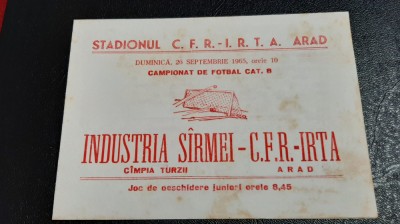 STADIONUL C.F.R.-I.R.T.A. ARAD
DUMINICA, 26 SEPTEMBRIE 1965, orele 10
CAMPIONAT DE FOTBAL CAT. B
INDUSTRIA SÎRMEI - C.F.R.-IRTA
CÎMPIA TURZII ARAD
Joc de deschidere juniori orele 8,45